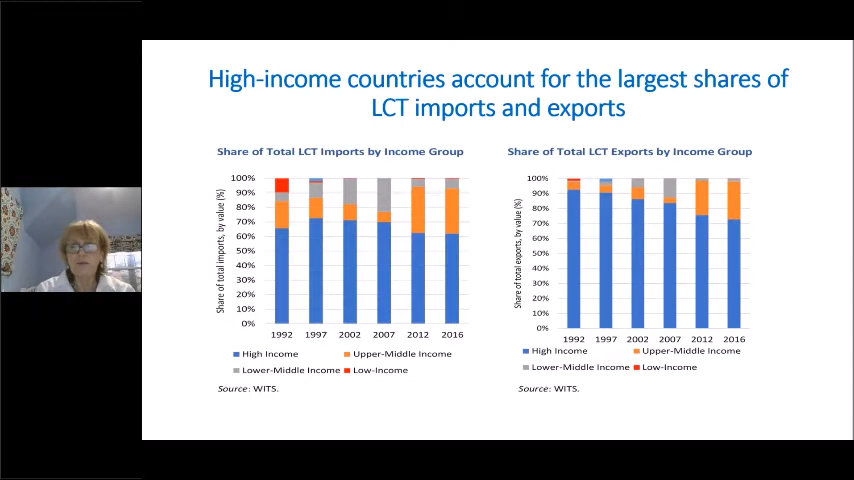 High-income countries account for the largest shares of
LCT imports and exports
Share of Total LCT Imports by Income Group
Share of total imports, by value (%)
100%
90%
80%
70%
60%
50%
40%
30%
20%
10%
0%
1992 1997 2002 2007 2012 2016
High Income Upper-Middle Income
Lower-Middle Income Low-Income
Source: WITS.
Share of Total LCT Exports by Income Group
Share of total exports, by value (%)
100%
90%
80%
70%
60%
50%
40%
30%
20%
10%
0%
1992 1997 2002 2007 2012 2016
High Income Upper-Middle Income
Lower-Middle Income Low-Income
Source: WITS.